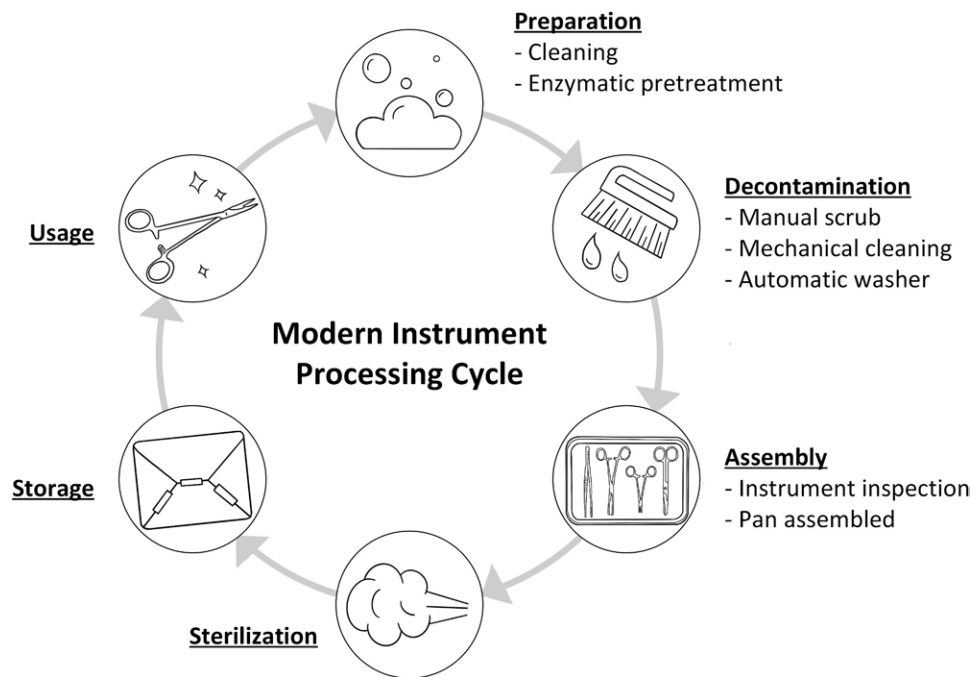 Preparation
- Cleaning
- Enzymatic pretreatment
Decontamination
- Manual scrub
- Mechanical cleaning
- Automatic washer
Usage
Modern Instrument
Processing Cycle
Assembly
- Instrument inspection
- Pan assembled
Storage
Sterilization